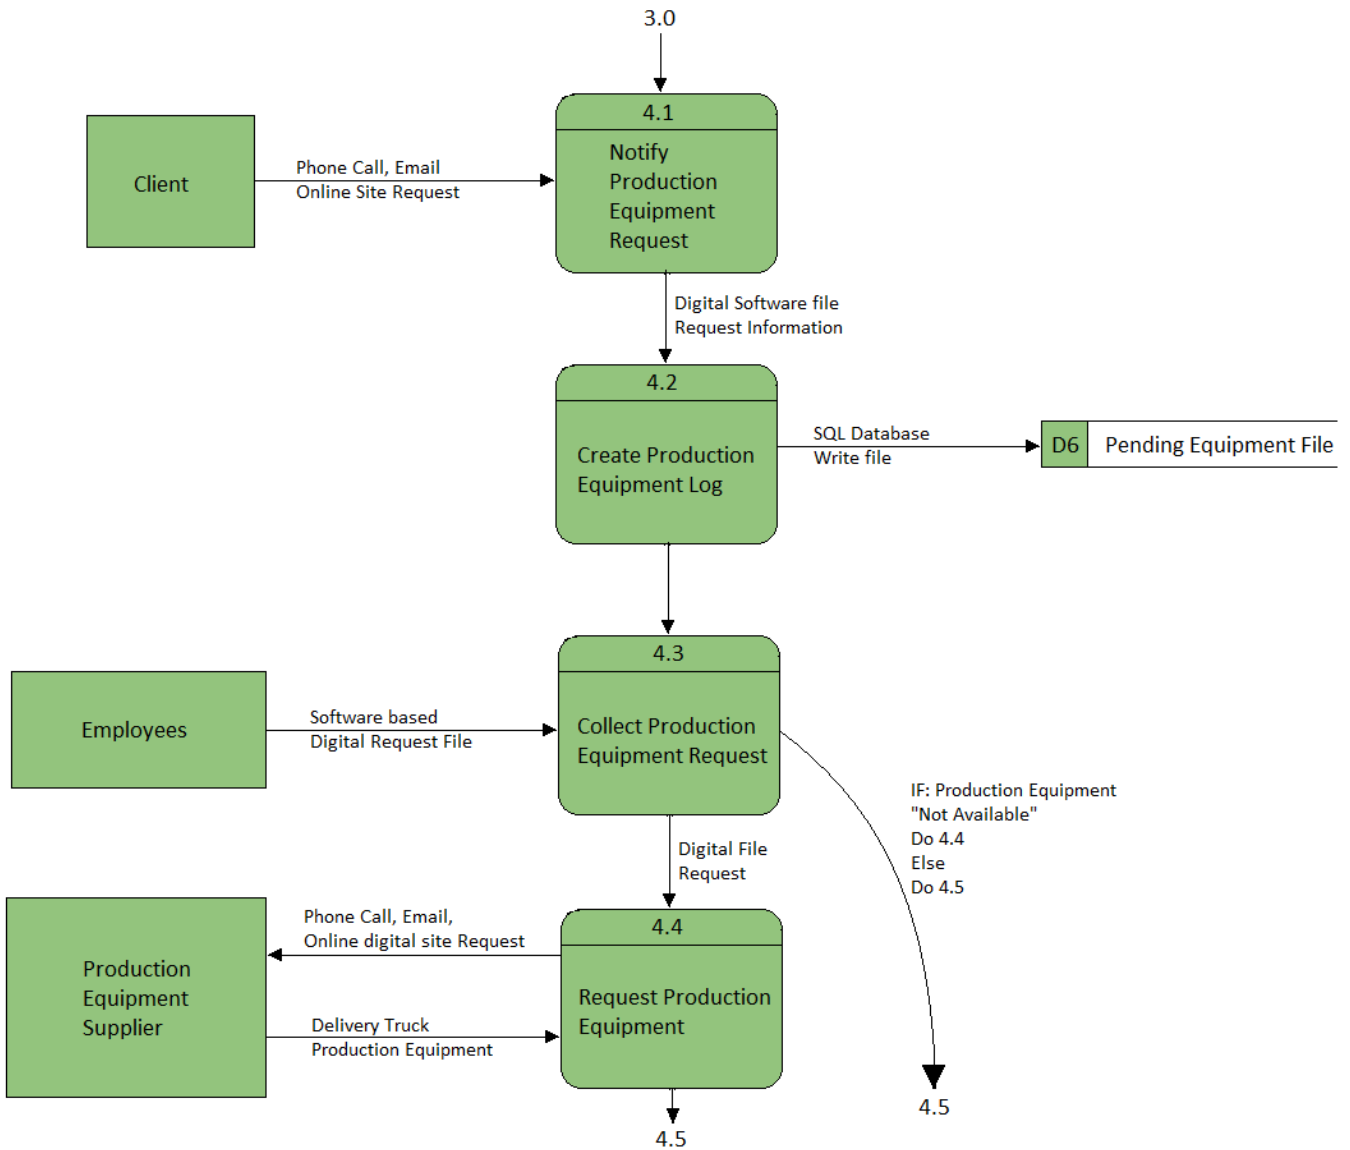 3.0
4.1
Notify
Production
Equipment
Request
Client
Phone Call, Email
Online Site Request
Digital Software file
Request Information
4.2
Create Production
Equipment Log
SQL Database
Write file
D6
Pending Equipment File
4.3
Collect Production
Equipment Request
Employees
Software based
Digital Request File
IF: Production Equipment
"Not Available"
Do 4.4
Else
Do 4.5
Digital File
Request
4.4
Request Production
Equipment
Phone Call, Email,
Online digital site Request
Production
Equipment
Supplier
Delivery Truck
Production Equipment
4.5
4.5